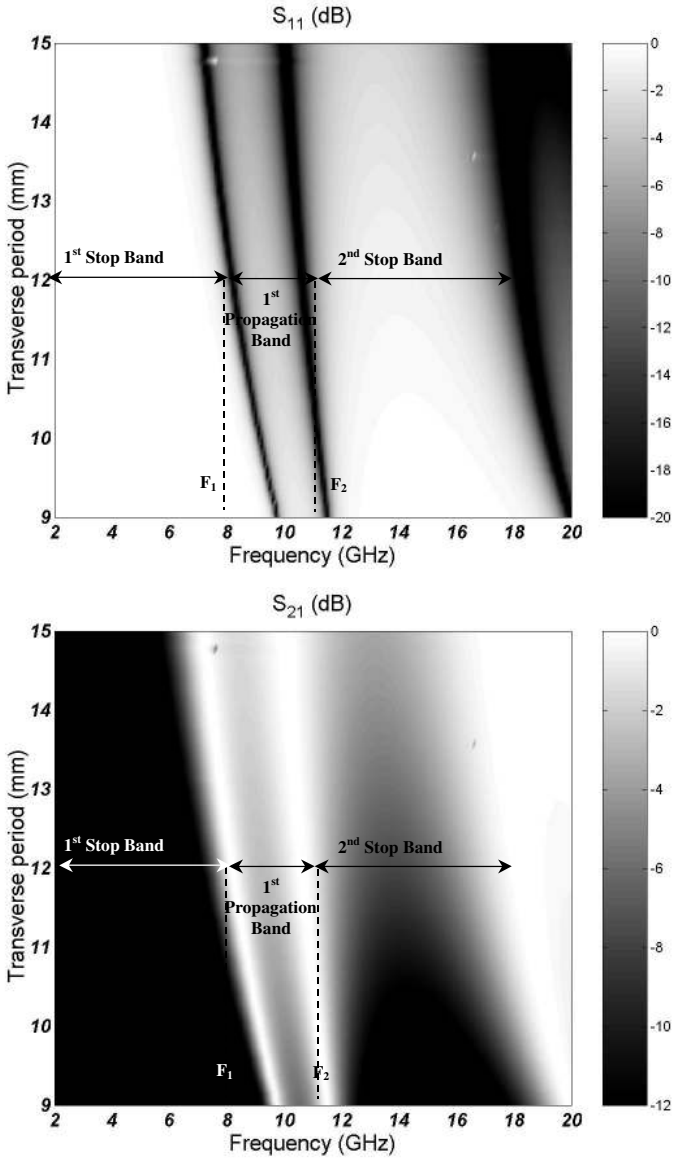 S11 (dB)
15
14
13
12
11
10
9
Transverse period (mm)
1st Stop Band
1st
Propagation
Band
2nd Stop Band
F1
F2
2 4 6 8 10 12 14 16 18 20
Frequency (GHz)
0
-2
-4
-6
-8
-10
-12
-14
-16
-18
-20
S21 (dB)
15
14
13
12
11
10
9
Transverse period (mm)
1st Stop Band
1st
Propagation
Band
2nd Stop Band
F1
F2
2 4 6 8 10 12 14 16 18 20
Frequency (GHz)
0
-2
-4
-6
-8
-10
-12